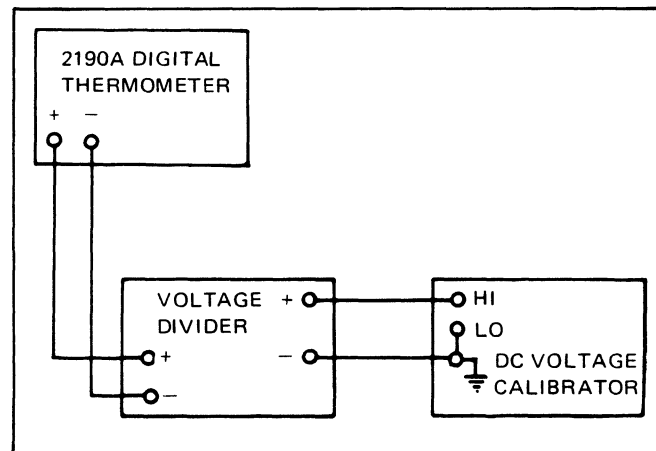 2190A DIGITAL
THERMOMETER
+ −
VOLTAGE +
DIVIDER
+ −
−
HI
LO
DC VOLTAGE
CALIBRATOR